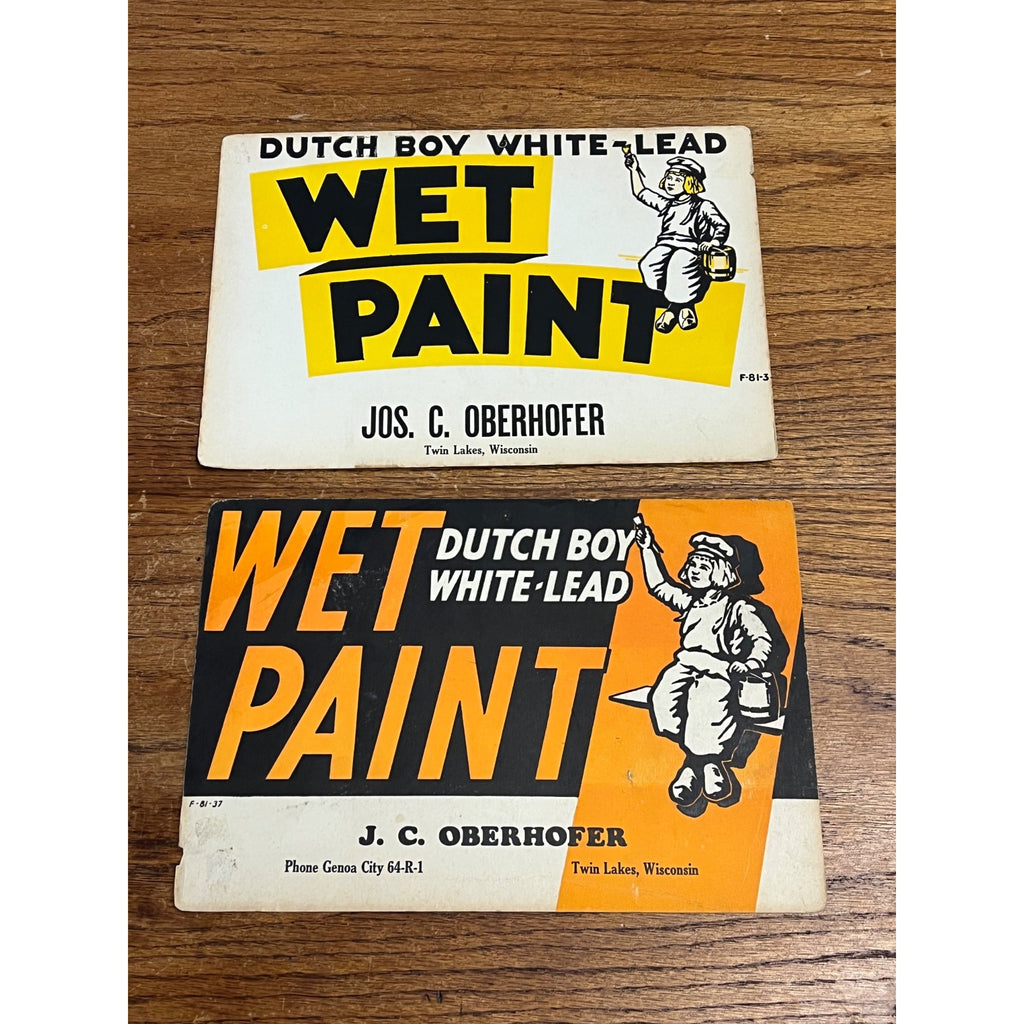 DUTCH BOY WHITE-LEAD
WET
PAINT
F-81-3
JOS. C. OBERHOFER
Twin Lakes, Wisconsin
WET
DUTCH BOY
WHITE-LEAD
PAINT
F-81-37
J. C. OBERHOFER
Phone Genoa City 64-R-1 Twin Lakes, Wisconsin